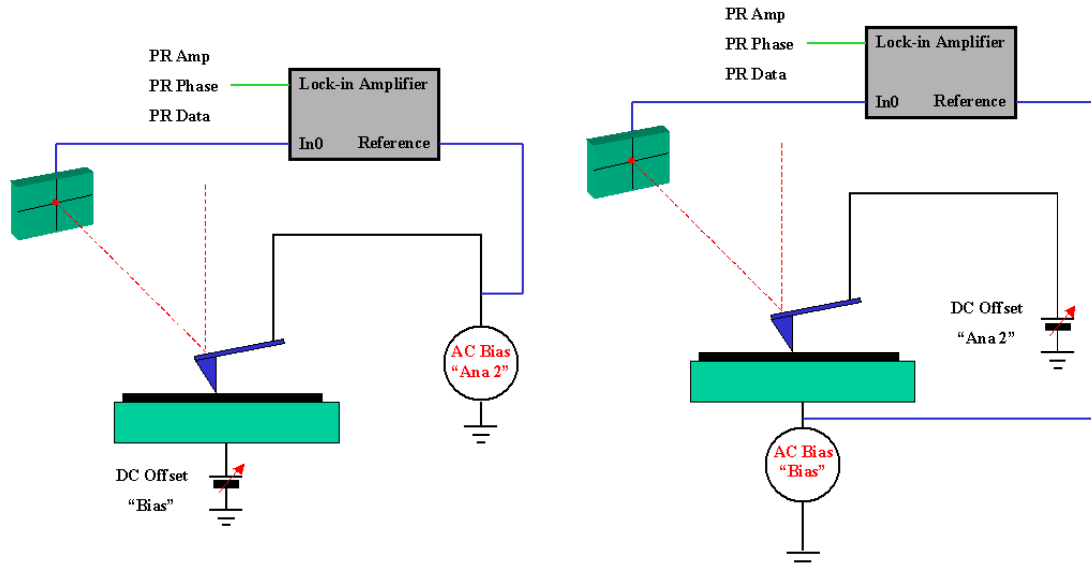 PR Amp
PR Phase
PR Data
Lock-in Amplifier
In0 Reference
AC Bias
“Ana 2”
DC Offset
“Bias”
PR Amp
PR Phase
PR Data
Lock-in Amplifier
In0 Reference
DC Offset
“Ana 2”
AC Bias
“Bias”